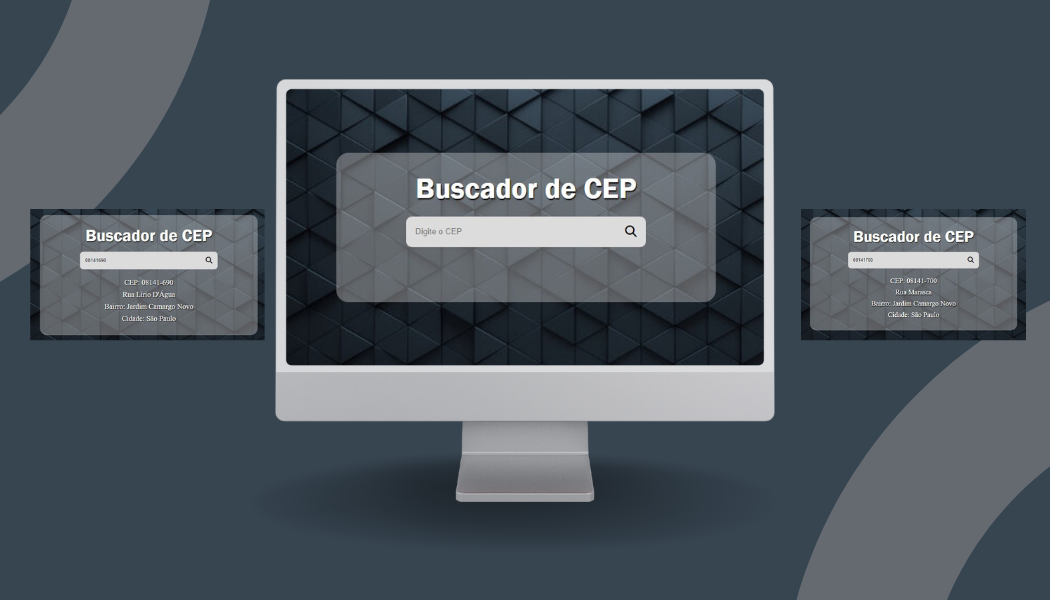 Buscador de CEP
Digite o CEP
Buscador de CEP
08141690
CEP: 08141-690
Rua Lírio D'Água
Bairro: Jardim Camargo Novo
Cidade: São Paulo
Buscador de CEP
08141700
CEP: 08141-700
Rua Marasca
Bairro: Jardim Camargo Novo
Cidade: São Paulo